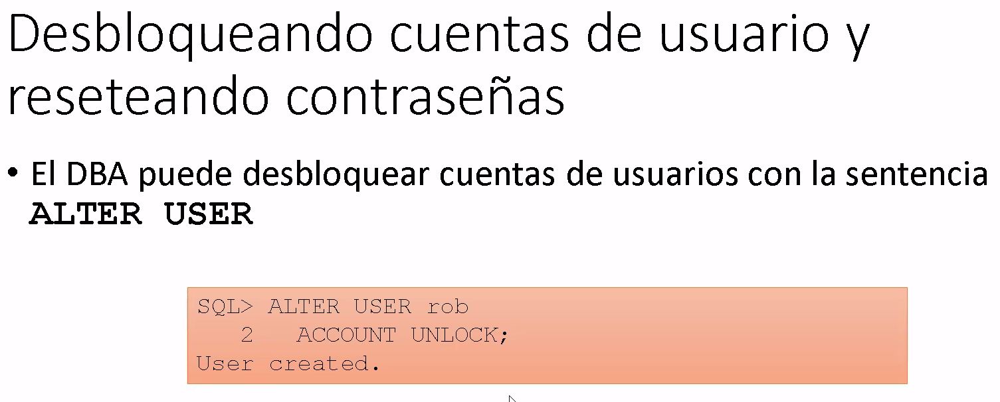 Desbloqueando cuentas de usuario y
reseteando contraseñas
• El DBA puede desbloquear cuentas de usuarios con la sentencia
ALTER USER
SQL> ALTER USER rob
2 ACCOUNT UNLOCK;
User created.